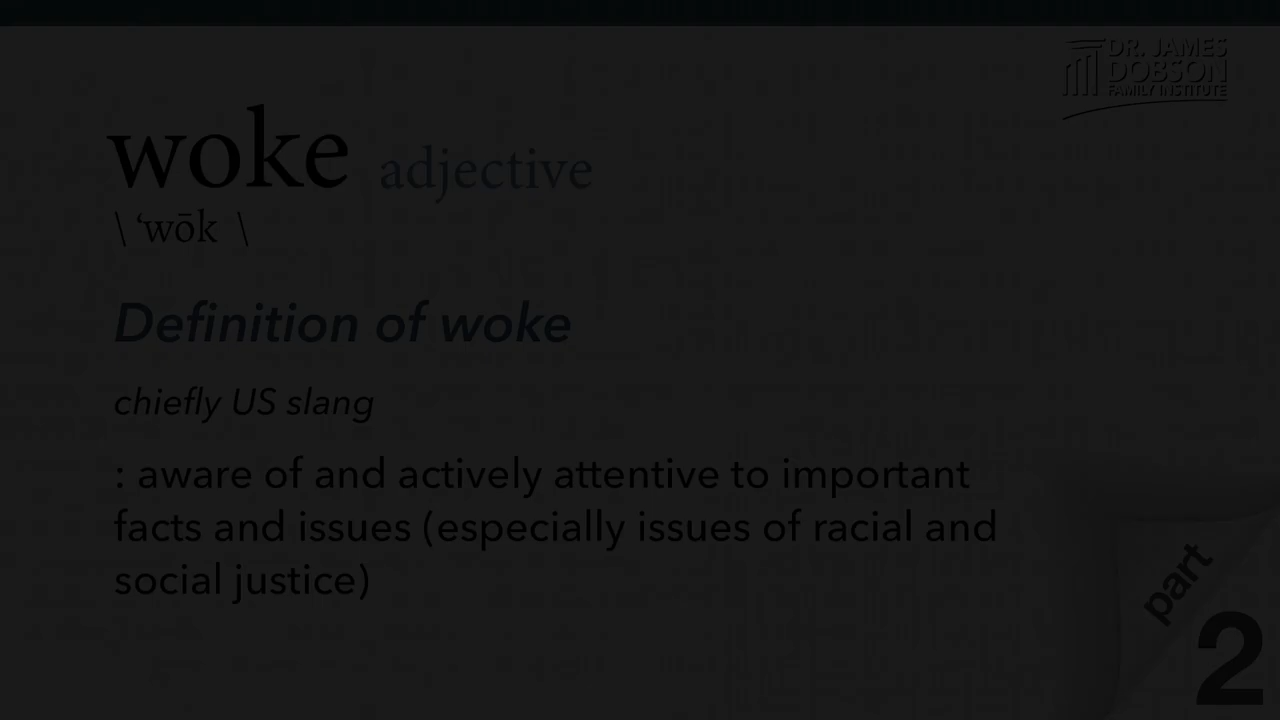 DR. JAMES
DOBSON
FAMILY INSTITUTE
woke adjective
\ ‘wōk \
Definition of woke
chiefly US slang
: aware of and actively attentive to important
facts and issues (especially issues of racial and
social justice)
part
2